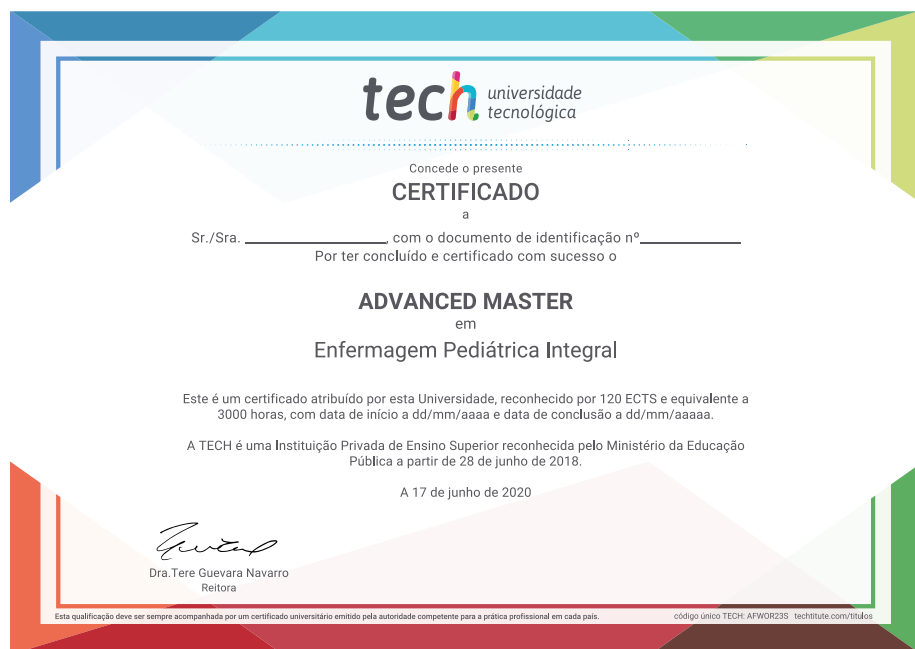 tech universidade
tecnológica
Concede o presente
CERTIFICADO
a
Sr./Sra. ________________, com o documento de identificação nº____________
Por ter concluído e certificado com sucesso o
ADVANCED MASTER
em
Enfermagem Pediátrica Integral
Este é um certificado atribuído por esta Universidade, reconhecido por 120 ECTS e equivalente a
3000 horas, com data de início a dd/mm/aaaa e data de conclusão a dd/mm/aaaaa.
A TECH é uma Instituição Privada de Ensino Superior reconhecida pelo Ministério da Educação
Pública a partir de 28 de junho de 2018.
A 17 de junho de 2020
Dra.Tere Guevara Navarro
Reitora
Esta qualificação deve ser sempre acompanhada por um certificado universitário emitido pela autoridade competente para a prática profissional em cada país. código único TECH: AFWOR23S techtitute.com/titulos